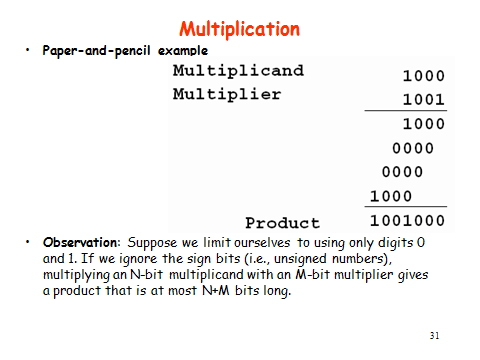 Multiplication
• Paper-and-pencil example
Multiplicand 1000
Multiplier 1001
1000
0000
0000
1000
Product 1001000
• Observation: Suppose we limit ourselves to using only digits 0
and 1. If we ignore the sign bits (i.e., unsigned numbers),
multiplying an N-bit multiplicand with an M-bit multiplier gives
a product that is at most N+M bits long.
31